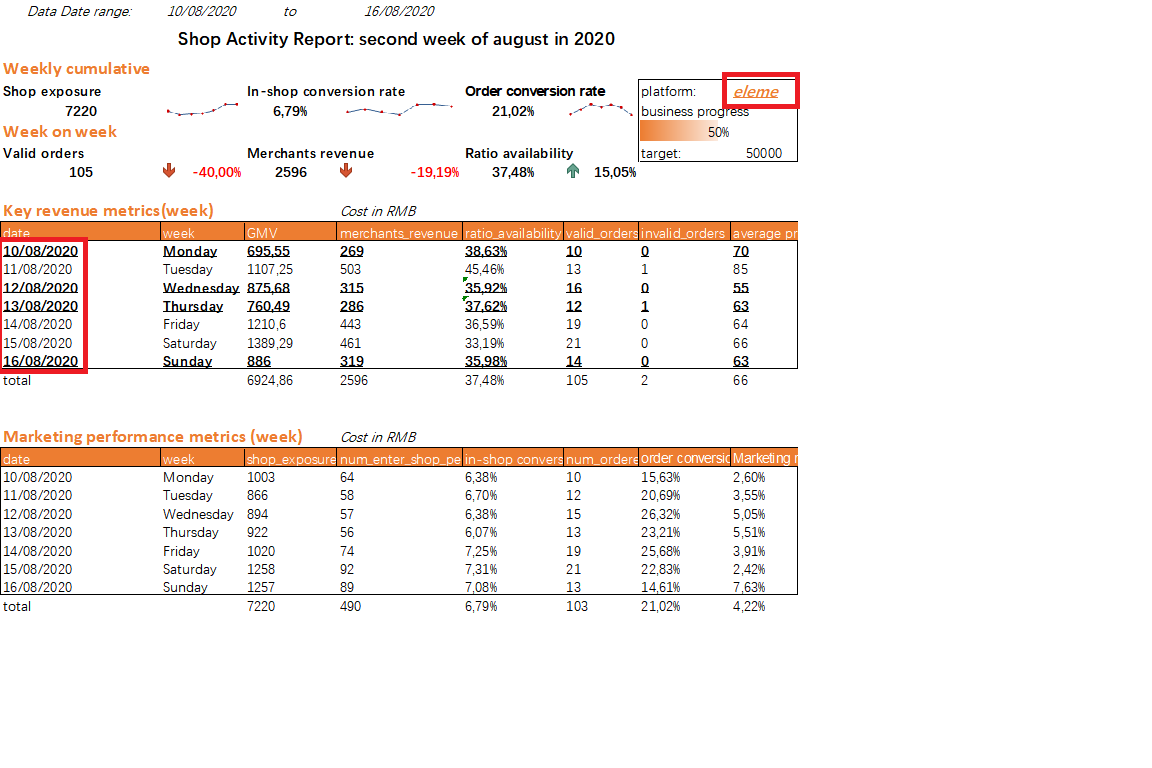 Data Date range: 10/08/2020 to 16/08/2020
Shop Activity Report: second week of august in 2020
Weekly cumulative
Shop exposure In-shop conversion rate Order conversion rate platform: eleme
7220 6,79% 21,02% business progress
Week on week 50%
Valid orders Merchants revenue Ratio availability target: 50000
105 -40,00% 2596 -19,19% 37,48% 15,05%
Key revenue metrics(week) Cost in RMB
date week GMV merchants_revenue ratio_availability valid_orders invalid_orders average pr
10/08/2020 Monday 695,55 269 38,63% 10 0 70
11/08/2020 Tuesday 1107,25 503 45,46% 13 1 85
12/08/2020 Wednesday 875,68 315 35,92% 16 0 55
13/08/2020 Thursday 760,49 286 37,62% 12 1 63
14/08/2020 Friday 1210,6 443 36,59% 19 0 64
15/08/2020 Saturday 1389,29 461 33,19% 21 0 66
16/08/2020 Sunday 886 319 35,98% 14 0 63
total 6924,86 2596 37,48% 105 2 66
Marketing performance metrics (week) Cost in RMB
date week shop_exposure num_enter_shop_pe in-shop convers num_ordere order conversic Marketing r
10/08/2020 Monday 1003 64 6,38% 10 15,63% 2,60%
11/08/2020 Tuesday 866 58 6,70% 12 20,69% 3,55%
12/08/2020 Wednesday 894 57 6,38% 15 26,32% 5,05%
13/08/2020 Thursday 922 56 6,07% 13 23,21% 5,51%
14/08/2020 Friday 1020 74 7,25% 19 25,68% 3,91%
15/08/2020 Saturday 1258 92 7,31% 21 22,83% 2,42%
16/08/2020 Sunday 1257 89 7,08% 13 14,61% 7,63%
total 7220 490 6,79% 103 21,02% 4,22%